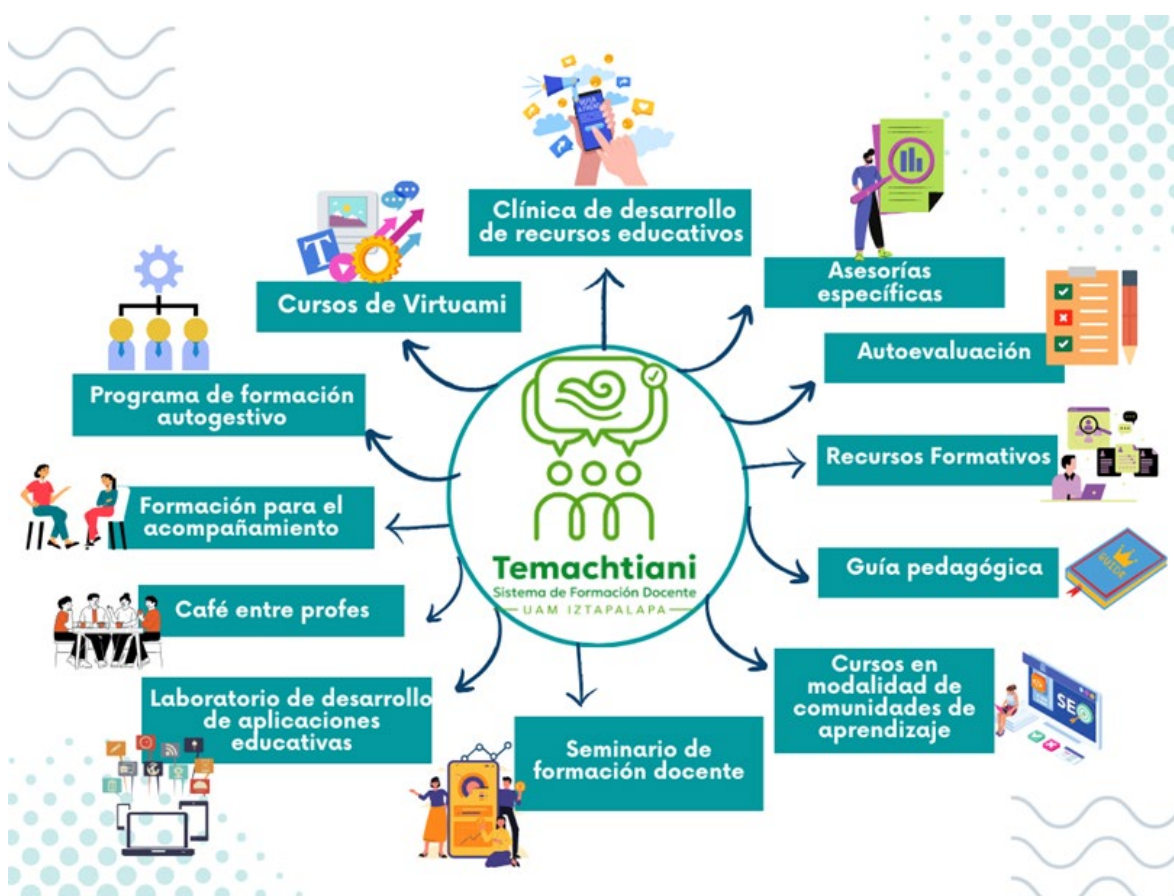 Clínica de desarrollo
de recursos educativos
Asesorías
específicas
Autoevaluación
Recursos Formativos
Guía pedagógica
GUIDE
Cursos en
modalidad de
comunidades de
aprendizaje
SEO
Seminario de
formación docente
Laboratorio de desarrollo
de aplicaciones
educativas
Café entre profes
Formación para el
acompañamiento
Programa de formación
autogestivo
Cursos de Virtuami
T
Temachtiani
Sistema de Formación Docente
UAM IZTAPALAPA